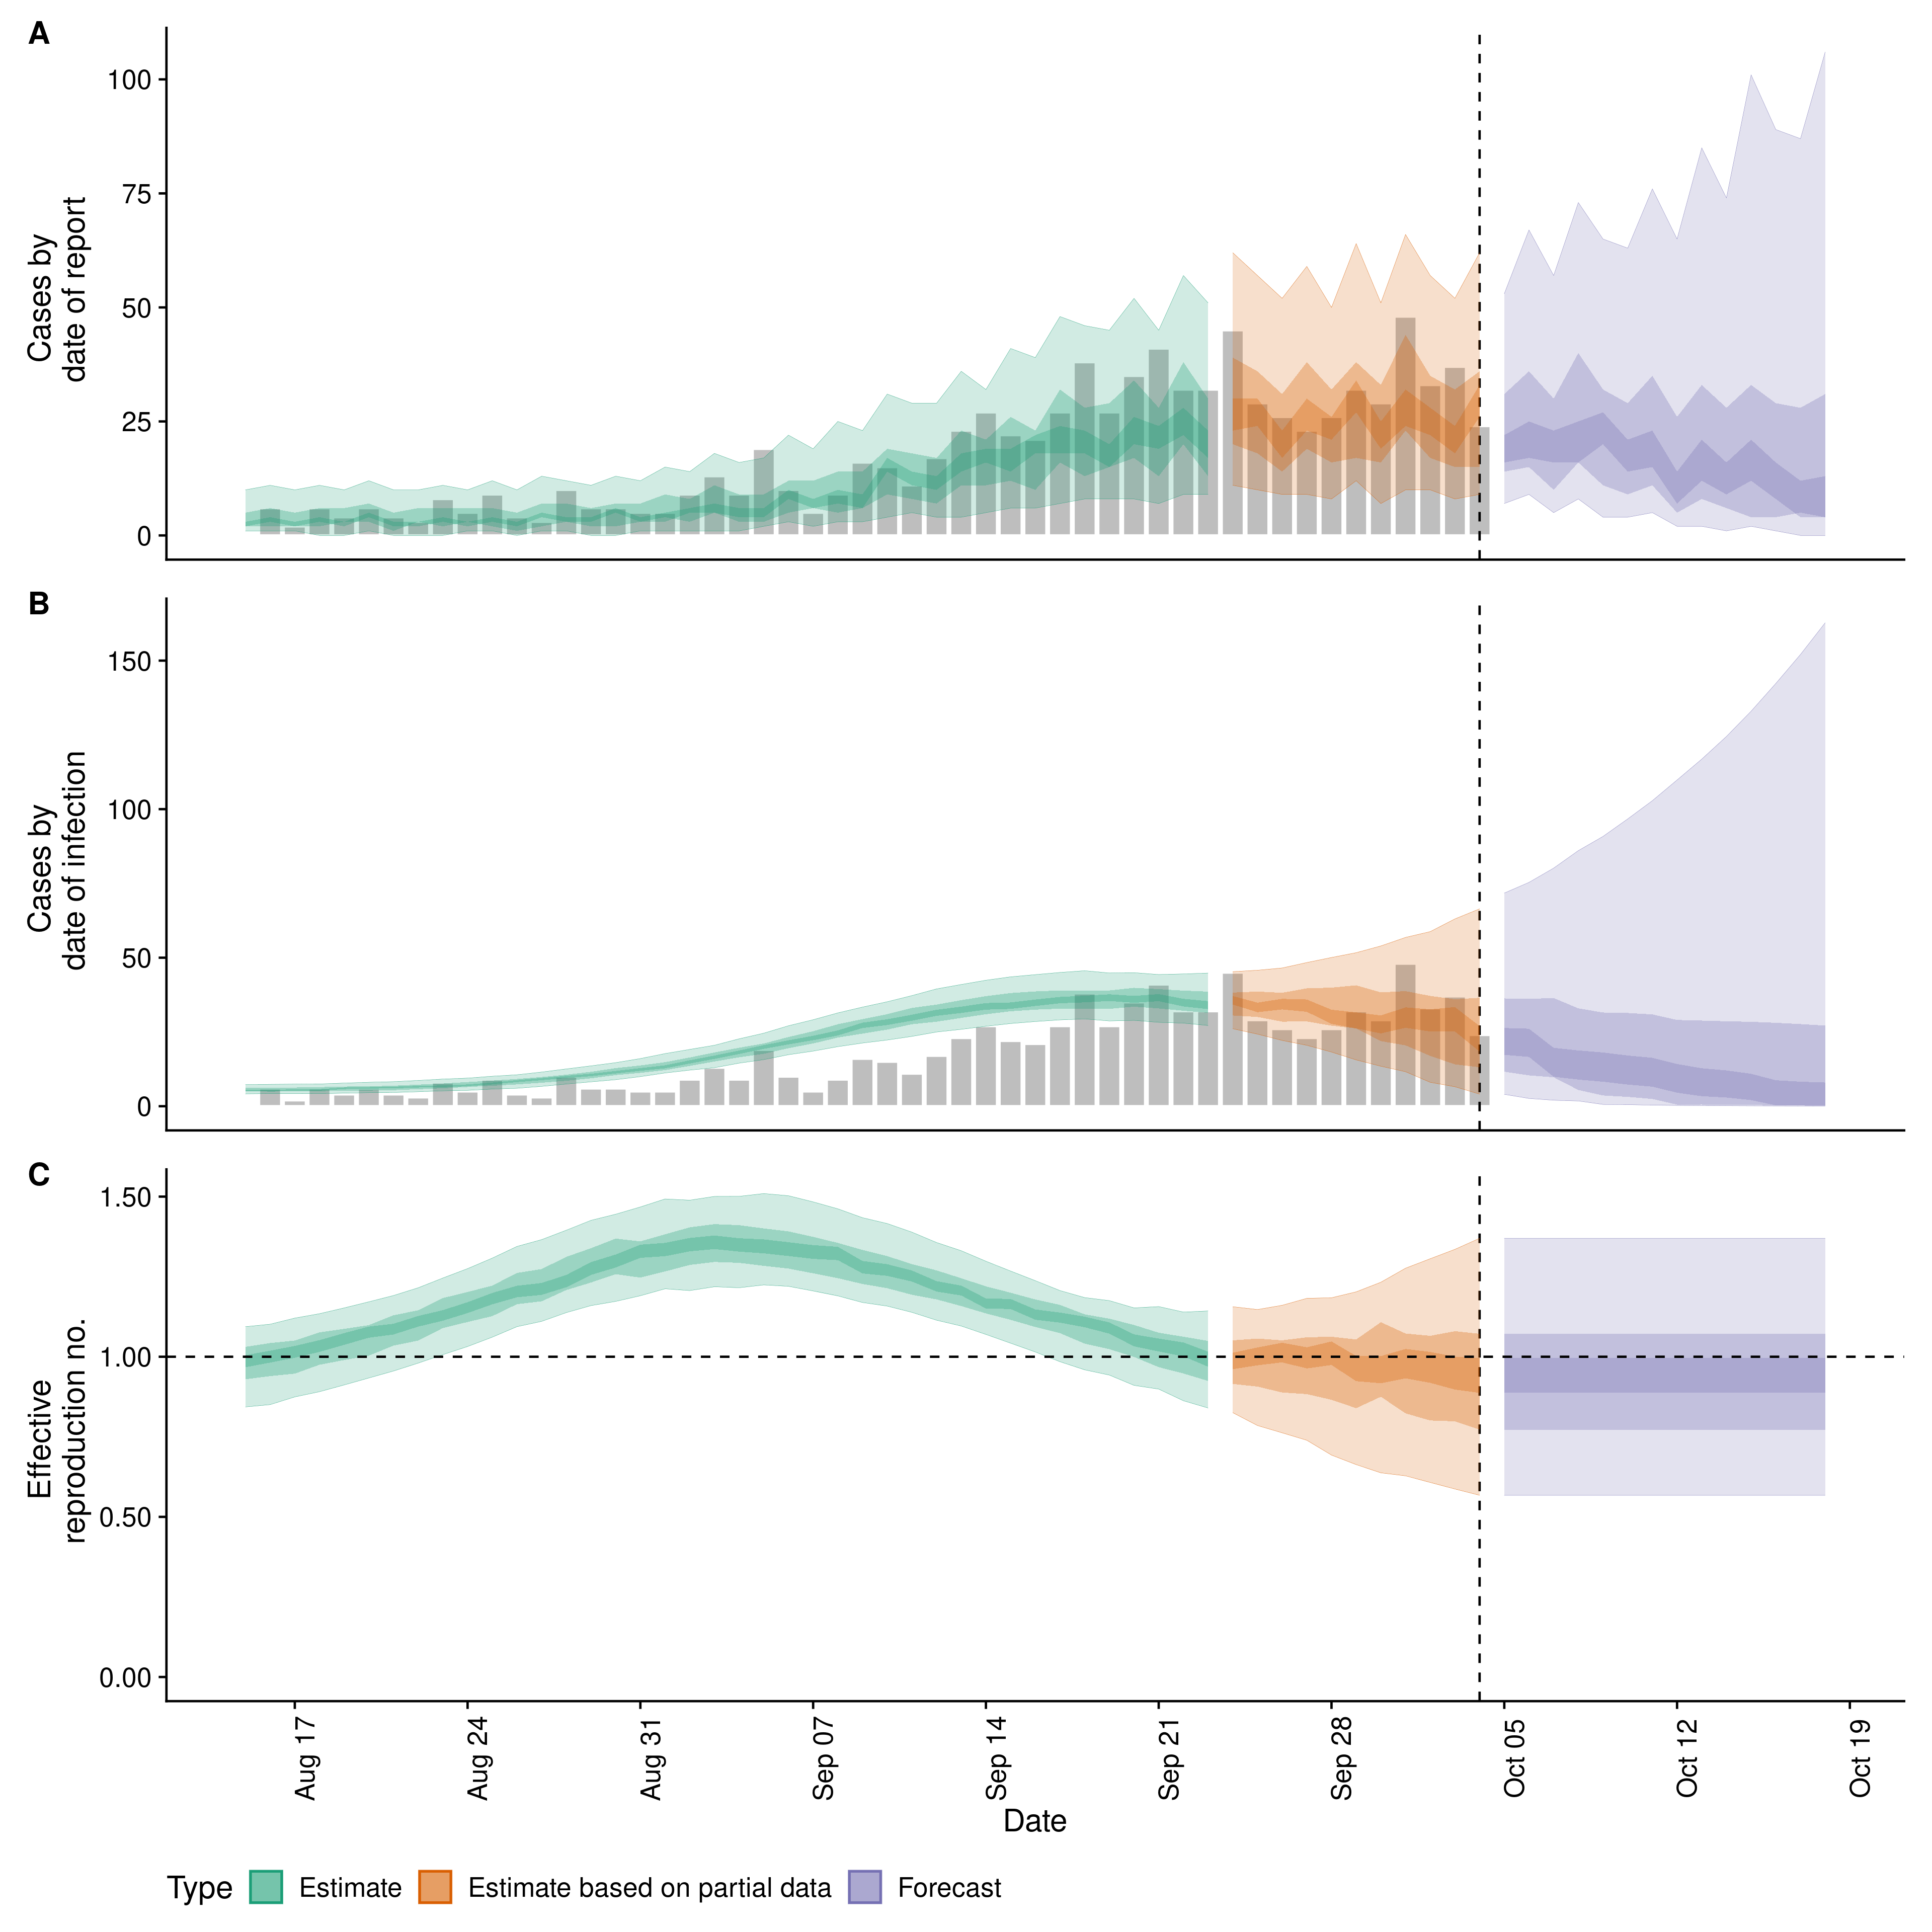 A
Cases by
date of report
100
75
50
25
0
B
Cases by
date of infection
150
100
50
0
C
Effective
reproduction no.
1.50
1.00
0.50
0.00
Aug 17
Aug 24
Aug 31
Sep 07
Sep 14
Sep 21
Sep 28
Oct 05
Oct 12
Oct 19
Date
Type Estimate Estimate based on partial data Forecast